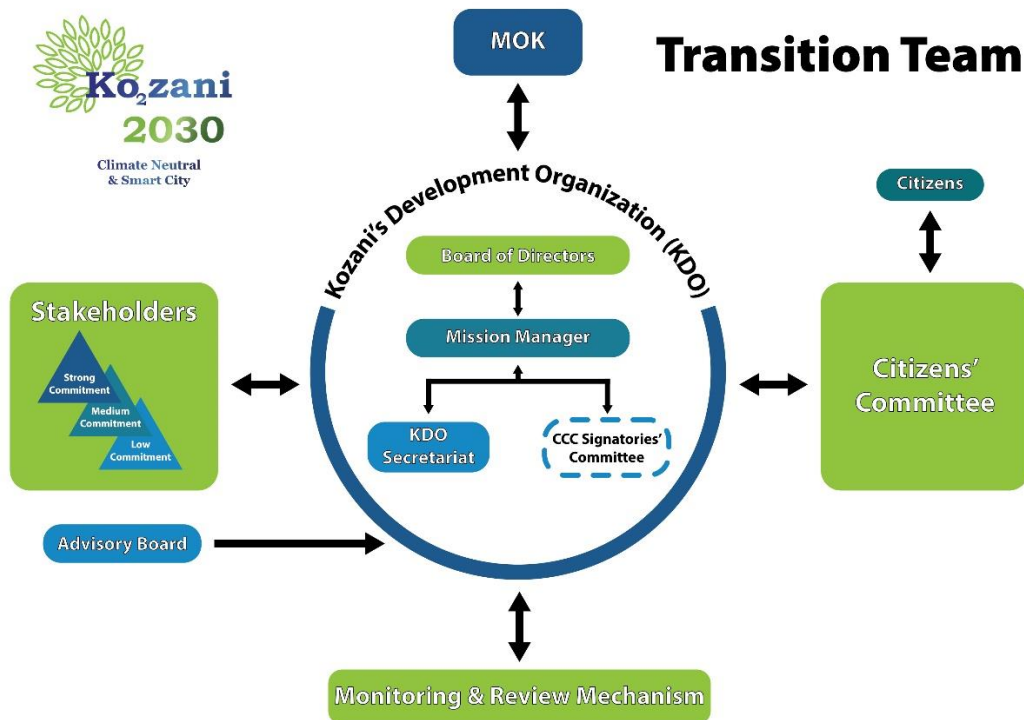 Ko2zani
2030
Climate Neutral
& Smart City
MOK
Transition Team
Kozani's Development Organization (KDO)
Board of Directors
Mission Manager
KDO
Secretariat
CCC Signatories'
Committee
Stakeholders
Strong
Commitment
Medium
Commitment
Low
Commitment
Advisory Board
Citizens
Citizens'
Committee
Monitoring & Review Mechanism